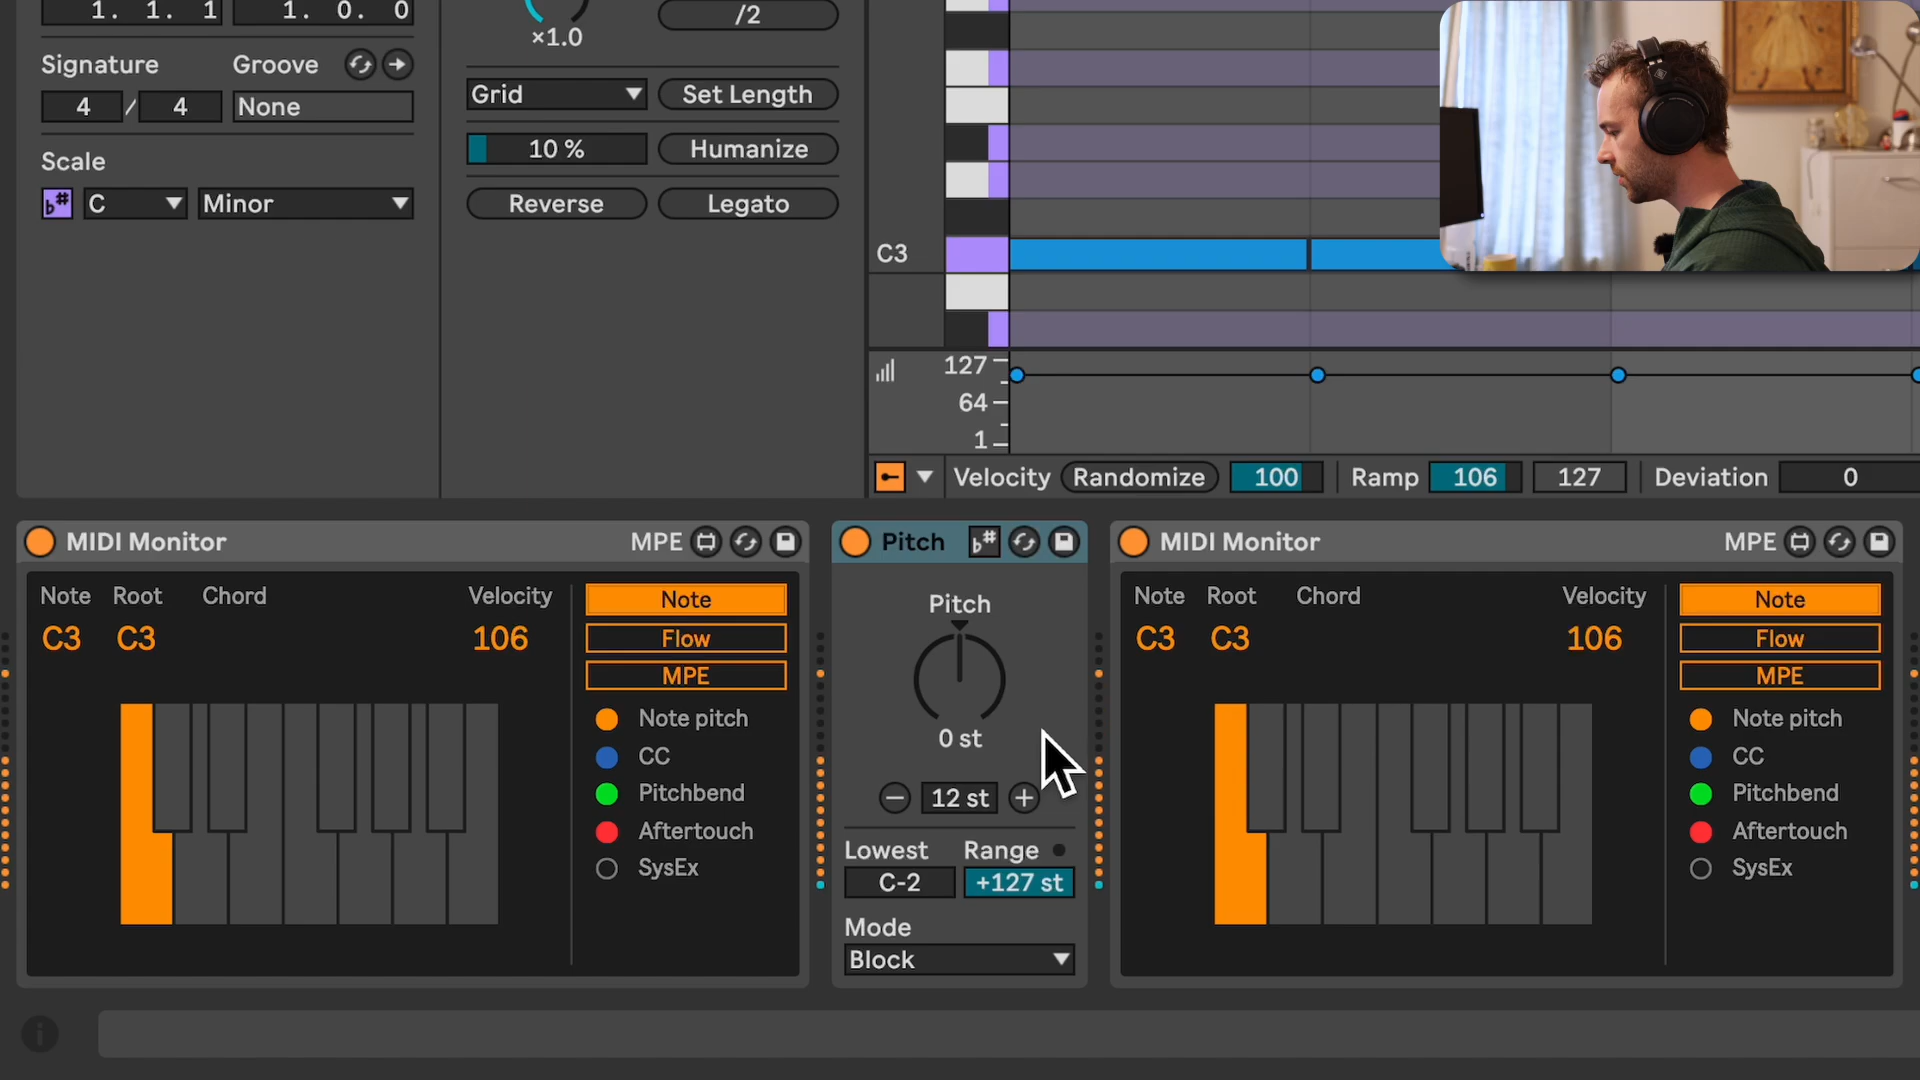 1. 1. 1
1. 0. 0
×1.0
/2
Signature
Groove
4 / 4
None
Scale
C
Minor
Grid
Set Length
10 %
Humanize
Reverse
Legato
C3
127
64
1
Velocity
Randomize
100
Ramp
106
127
Deviation
0
MIDI Monitor
MPE
Note Root Chord Velocity
C3 C3 106
Note
Flow
MPE
Note pitch
CC
Pitchbend
Aftertouch
SysEx
Pitch
Pitch
0 st
12 st
Lowest Range
C-2 +127 st
Mode
Block
MIDI Monitor
MPE
Note Root Chord Velocity
C3 C3 106
Note
Flow
MPE
Note pitch
CC
Pitchbend
Aftertouch
SysEx